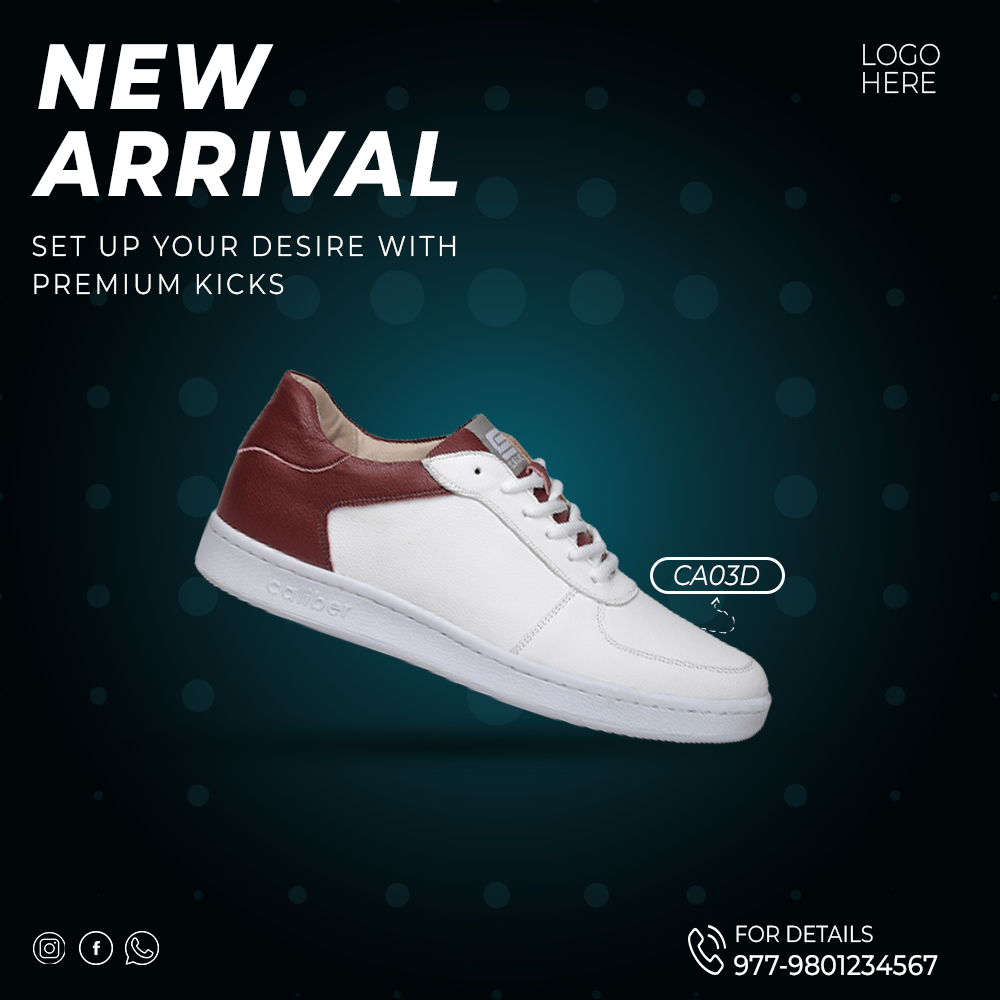 NEW
ARRIVAL
LOGO
HERE
SET UP YOUR DESIRE WITH
PREMIUM KICKS
CA03D
caliber
FOR DETAILS
977-9801234567